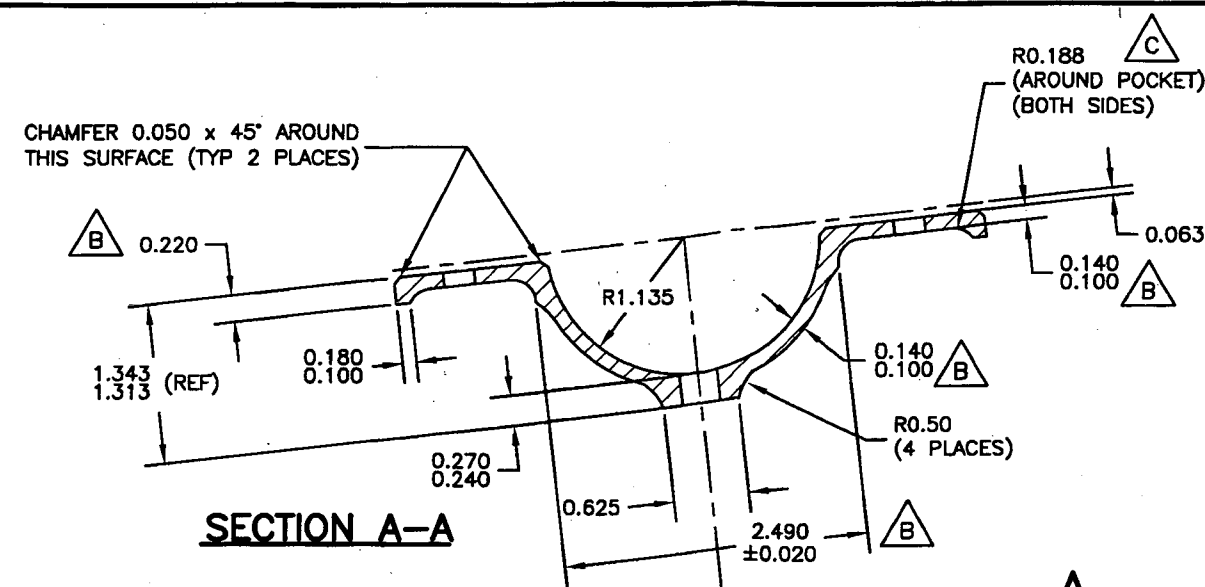 C
R0.188
(AROUND POCKET)
(BOTH SIDES)
CHAMFER 0.050 x 45° AROUND
THIS SURFACE (TYP 2 PLACES)
B
0.220
0.063
0.140
0.100
B
R1.135
0.180
0.100
1.343
1.313 (REF)
0.140
0.100
B
R0.50
(4 PLACES)
0.270
0.240
0.625
2.490
±0.020
B
SECTION A-A
A